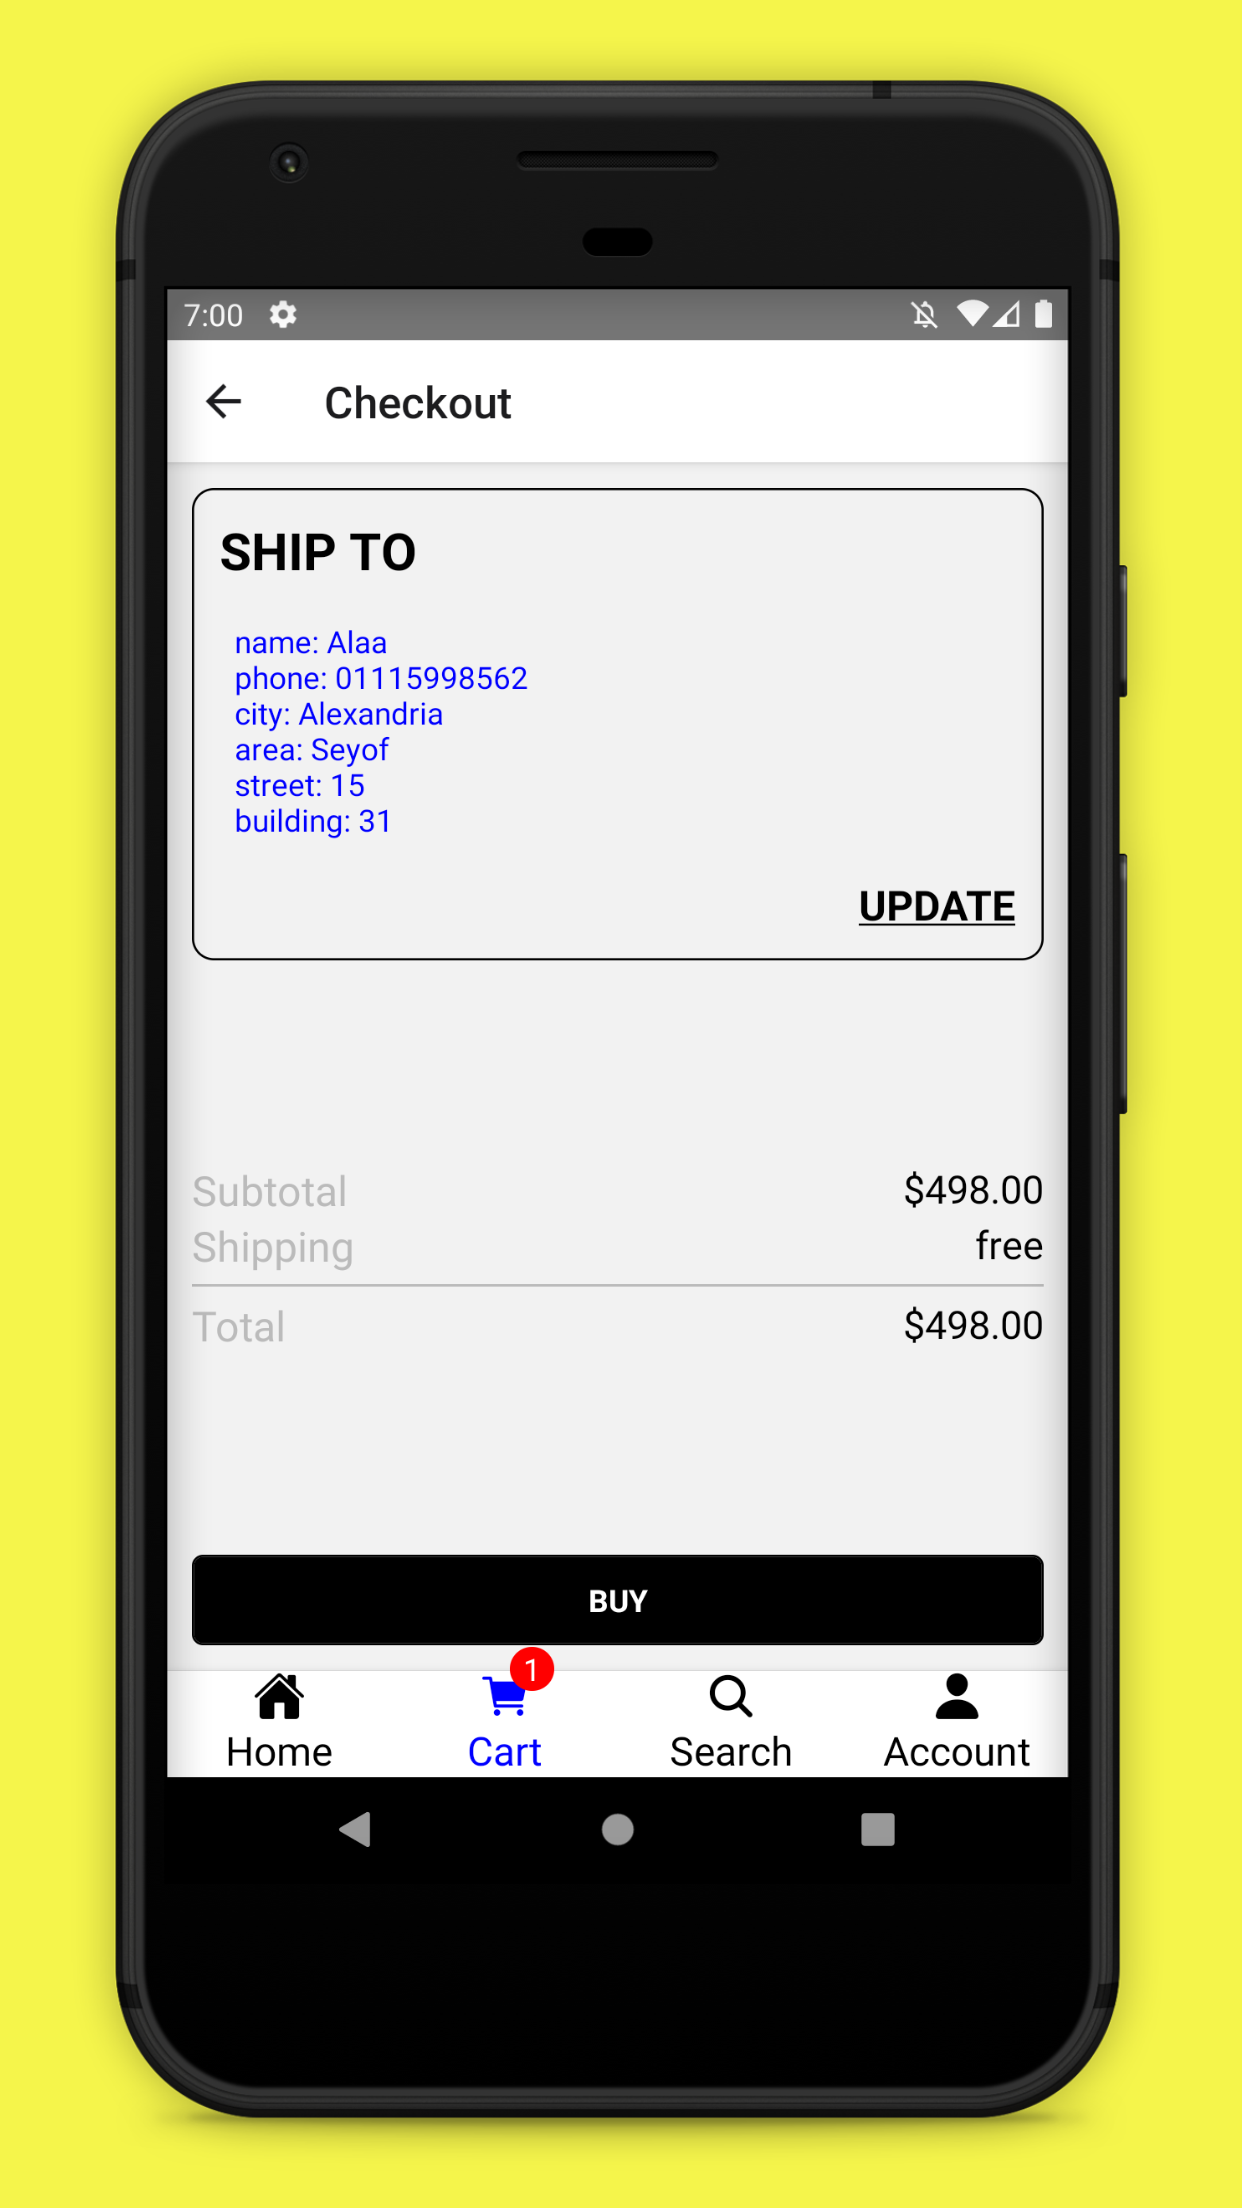 7:00
Checkout
SHIP TO
name: Alaa
phone: 01115998562
city: Alexandria
area: Seyof
street: 15
building: 31
UPDATE
Subtotal $498.00
Shipping free
Total $498.00
BUY
1
Home Cart Search Account